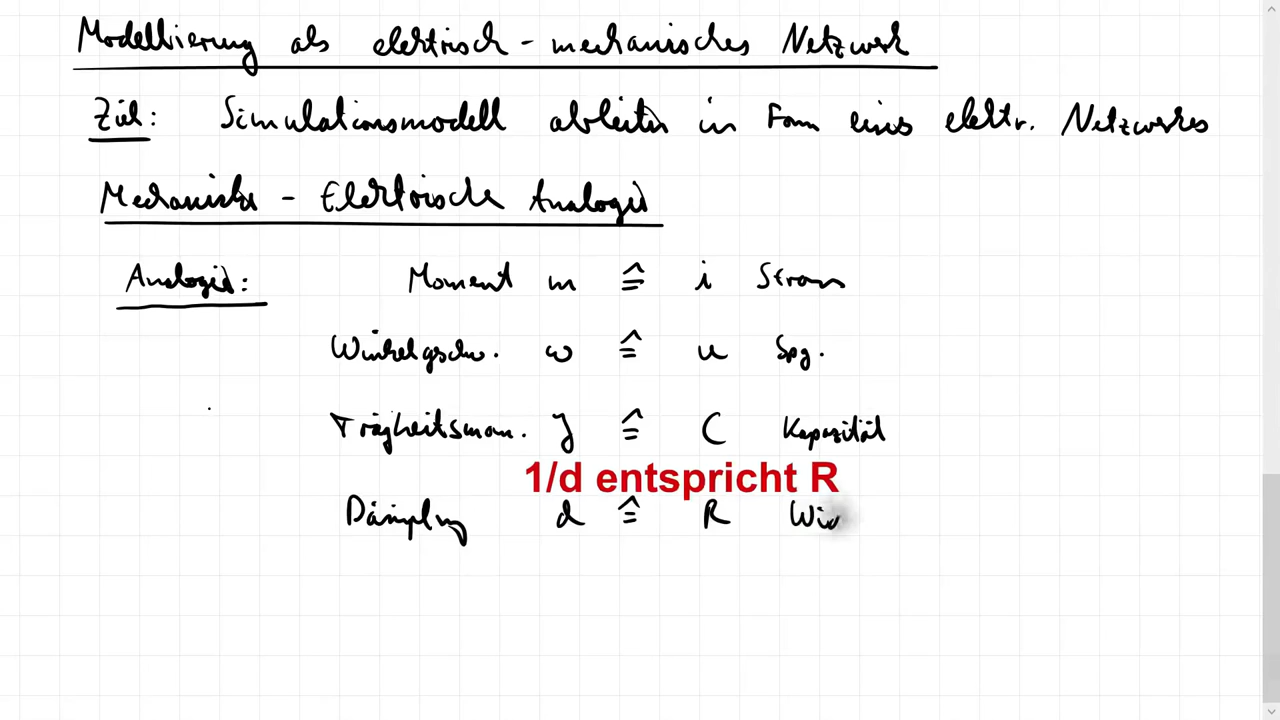 Modellierung als elektrisch-mechanisches Netzwerk
Ziel: Simulationsmodell ableiten in Form eines elektr. Netzwerkes
Mechanische - Elektrische Analogie
Analogie: Moment m ≙ i Strom
Winkelgeschw. ω ≙ u Spg.
Trägheitsmom. J ≙ C Kapazität
1/d entspricht R
Dämpfung d ≙ R Wi